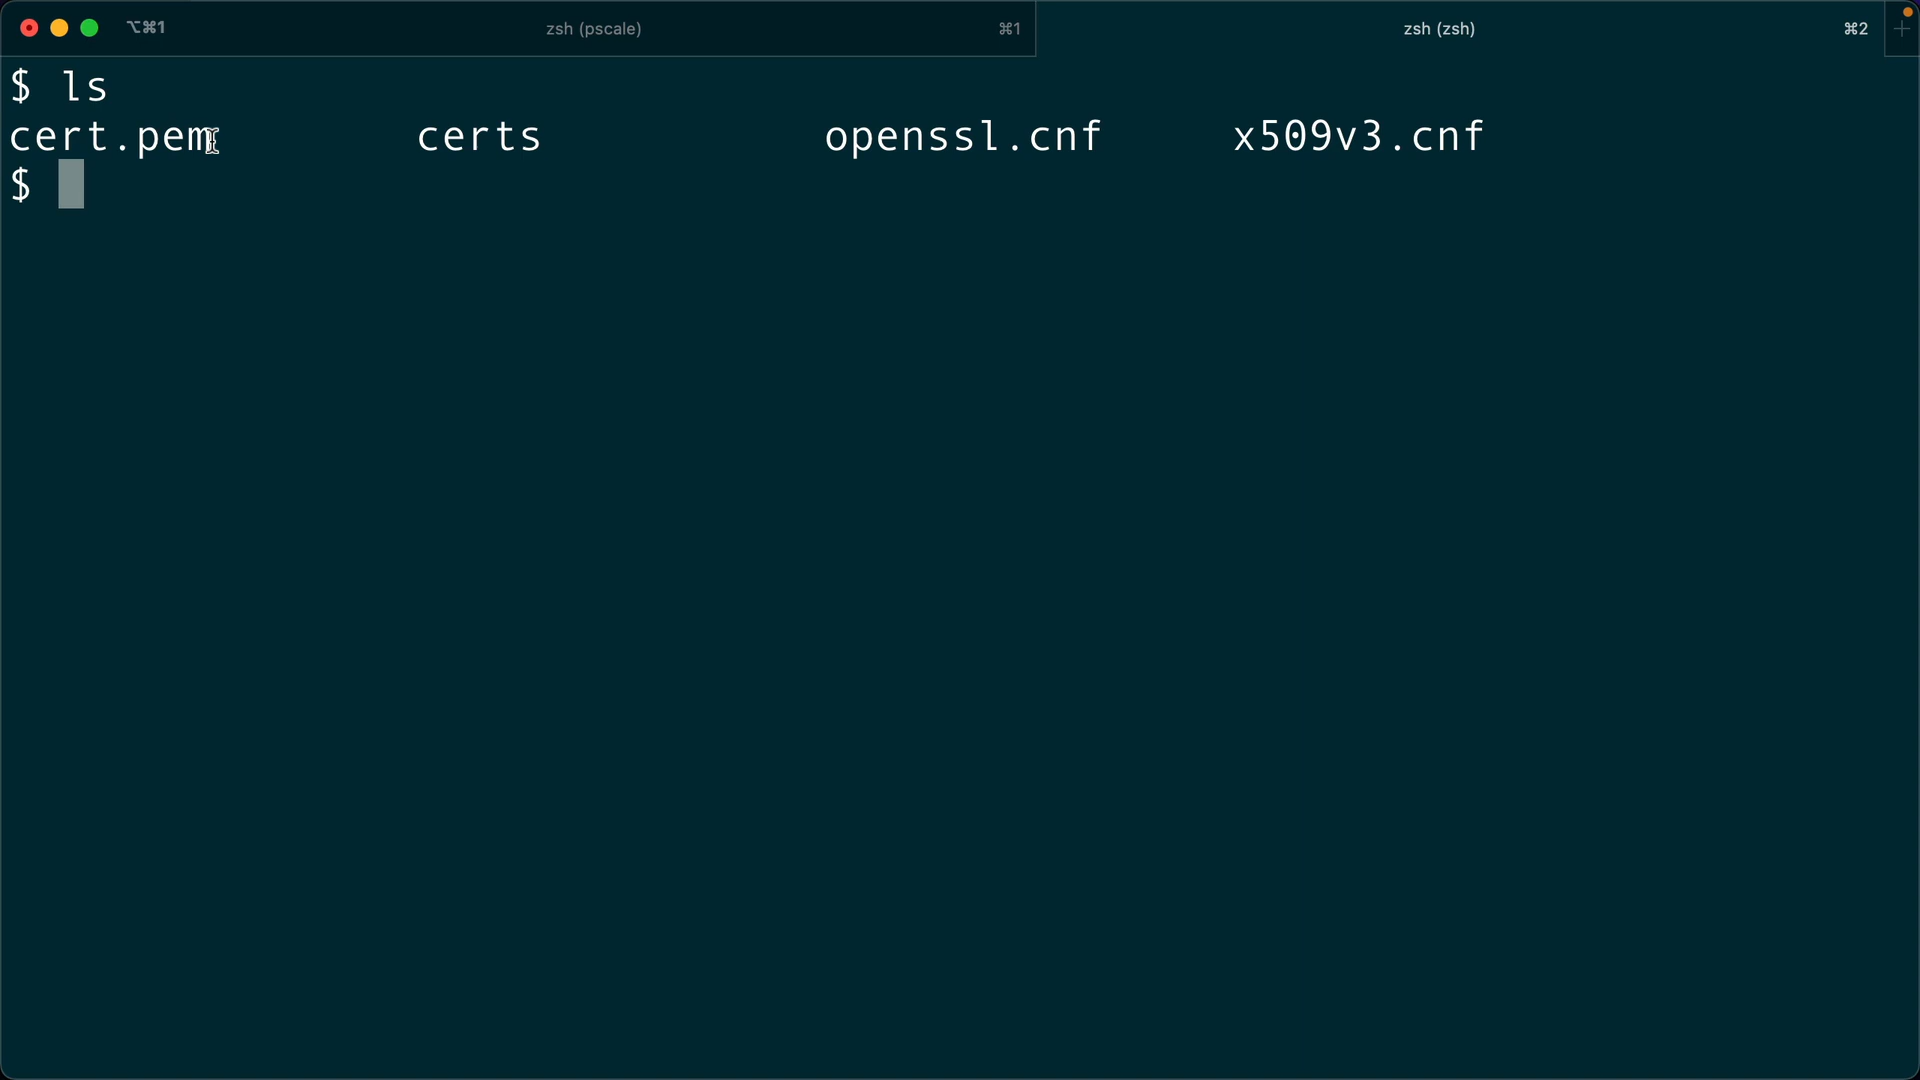 ⌥⌘1 zsh (pscale) ⌘1 zsh (zsh) ⌘2
$ ls
cert.pem certs openssl.cnf x509v3.cnf
$